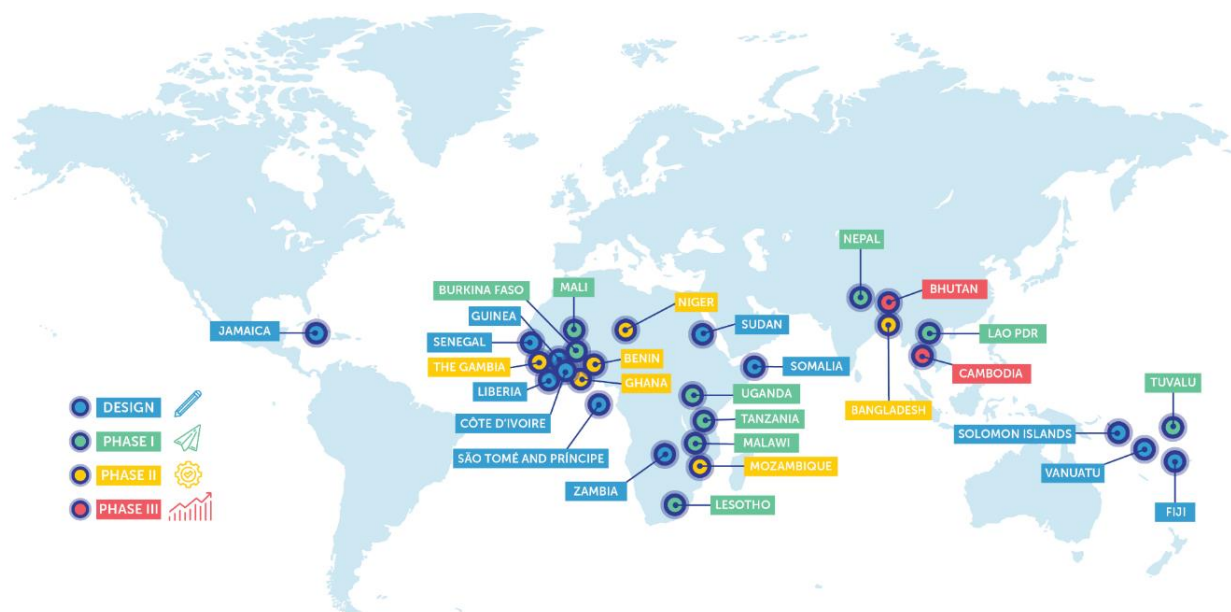 NEPAL
BURKINA FASO
MALI
BHUTAN
NIGER
GUINEA
JAMAICA
SUDAN
LAO PDR
SENEGAL
BENIN
THE GAMBIA
SOMALIA
CAMBODIA
GHANA
TUVALU
LIBERIA
UGANDA
BANGLADESH
DESIGN
TANZANIA
CÔTE D'IVOIRE
SOLOMON ISLANDS
PHASE I
MALAWI
SÃO TOMÉ AND PRÍNCIPE
MOZAMBIQUE
VANUATU
PHASE II
ZAMBIA
LESOTHO
PHASE III
FIJI